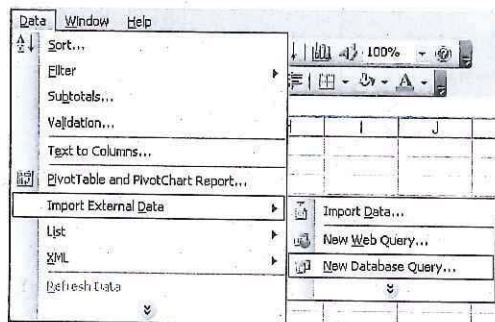 Data Window Help
Sort...
Filter
Subtotals...
Validation...
Text to Columns...
PivotTable and PivotChart Report...
Import External Data
List
XML
Refresh Data
100%
I J
Import Data...
New Web Query...
New Database Query...